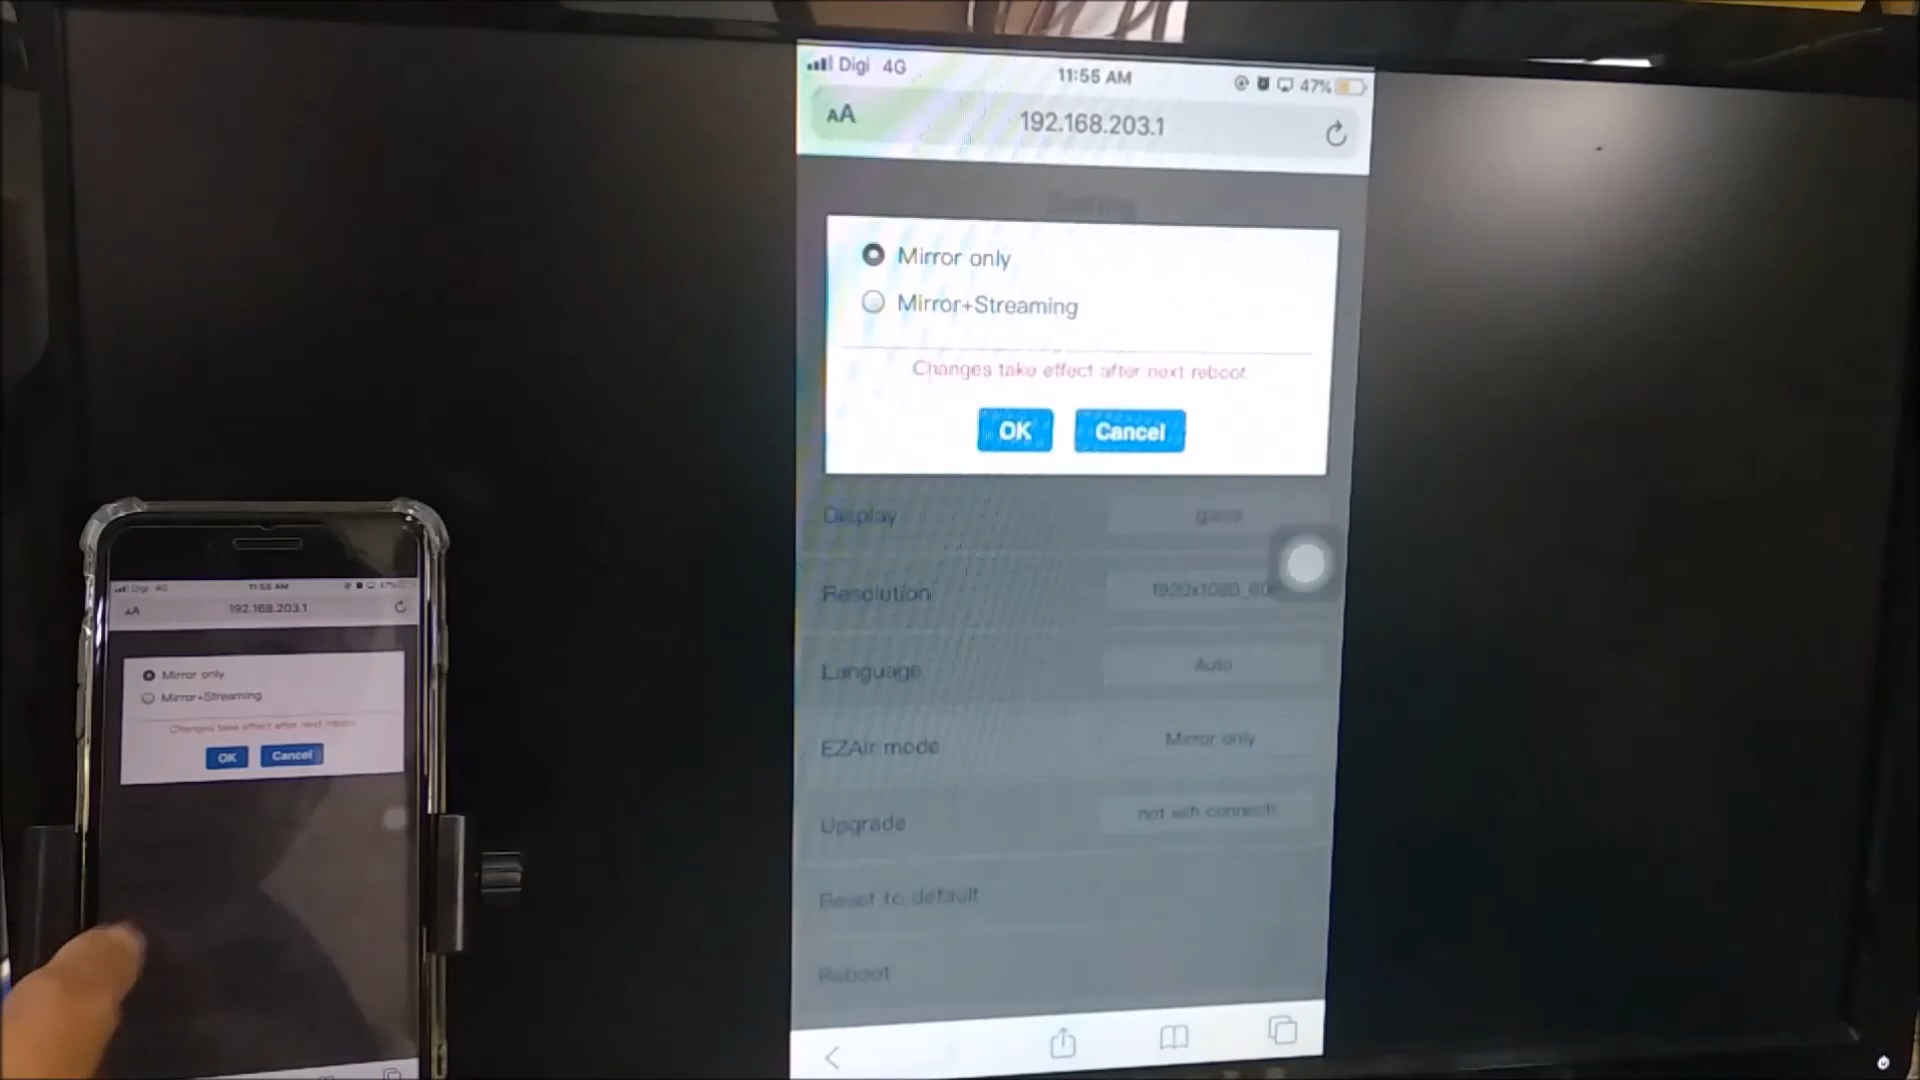 Digi 4G
11:55 AM
47%
AA
192.168.203.1
Setting
Mirror only
Mirror+Streaming
Changes take effect after next reboot.
OK
Cancel
Display
game
Resolution
Language
Auto
EZAir mode
Mirror only
Upgrade
not wifi connecti
Reset to default
Reboot
Digi 4G
11:55 AM
47%
AA
192.168.203.1
Mirror only
Mirror+Streaming
Changes take effect after next reboot.
OK
Cancel